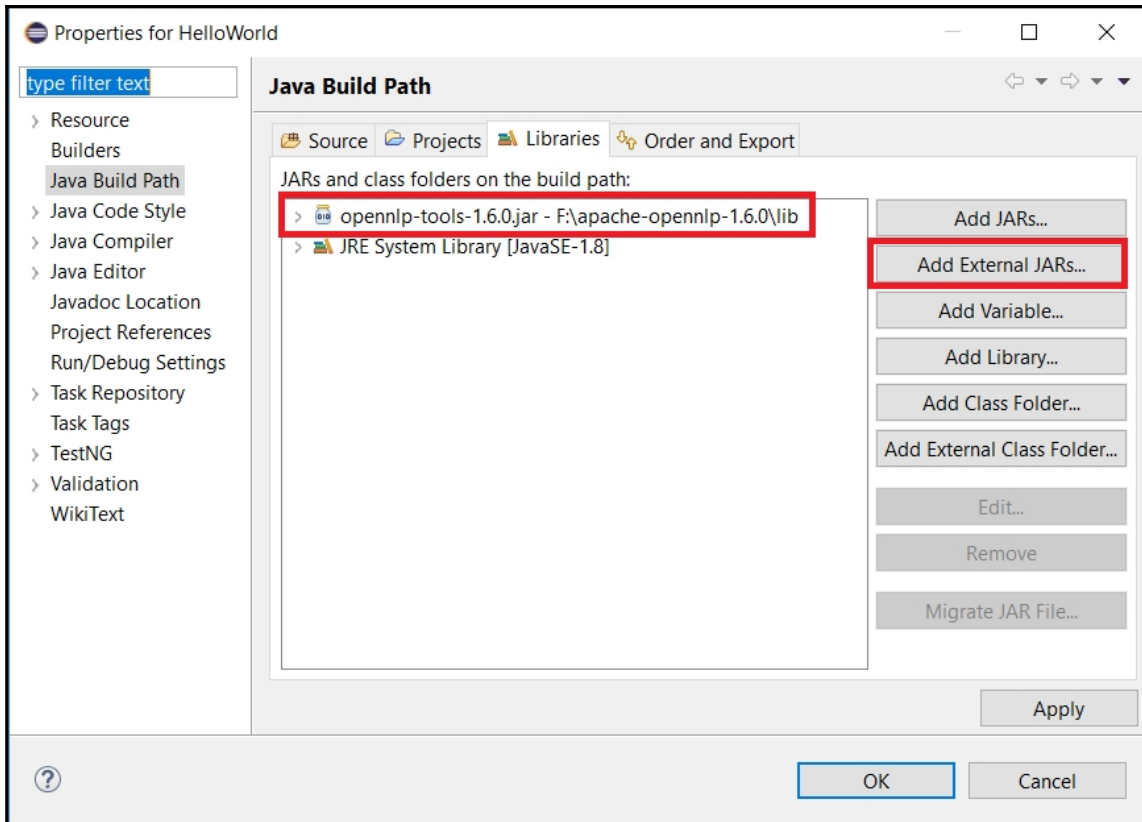 Properties for HelloWorld
type filter text
Resource
Builders
Java Build Path
Java Code Style
Java Compiler
Java Editor
Javadoc Location
Project References
Run/Debug Settings
Task Repository
Task Tags
TestNG
Validation
WikiText
Java Build Path
Source Projects Libraries Order and Export
JARs and class folders on the build path:
opennlp-tools-1.6.0.jar - F:\apache-opennlp-1.6.0\lib
JRE System Library [JavaSE-1.8]
Add JARs...
Add External JARs...
Add Variable...
Add Library...
Add Class Folder...
Add External Class Folder...
Edit...
Remove
Migrate JAR File...
Apply
OK Cancel